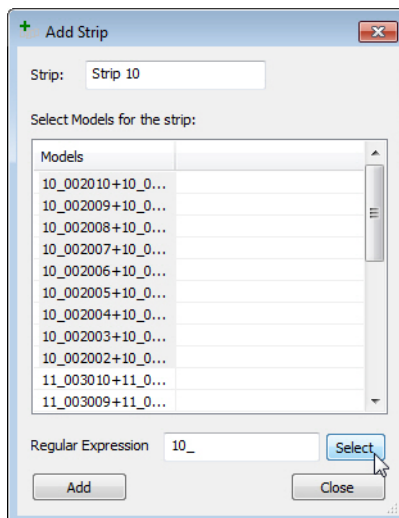 Add Strip
Strip: Strip 10
Select Models for the strip:
Models
10_002010+10_0...
10_002009+10_0...
10_002008+10_0...
10_002007+10_0...
10_002006+10_0...
10_002005+10_0...
10_002004+10_0...
10_002003+10_0...
10_002002+10_0...
11_003010+11_0...
11_003009+11_0...
Regular Expression 10_ Select
Add Close